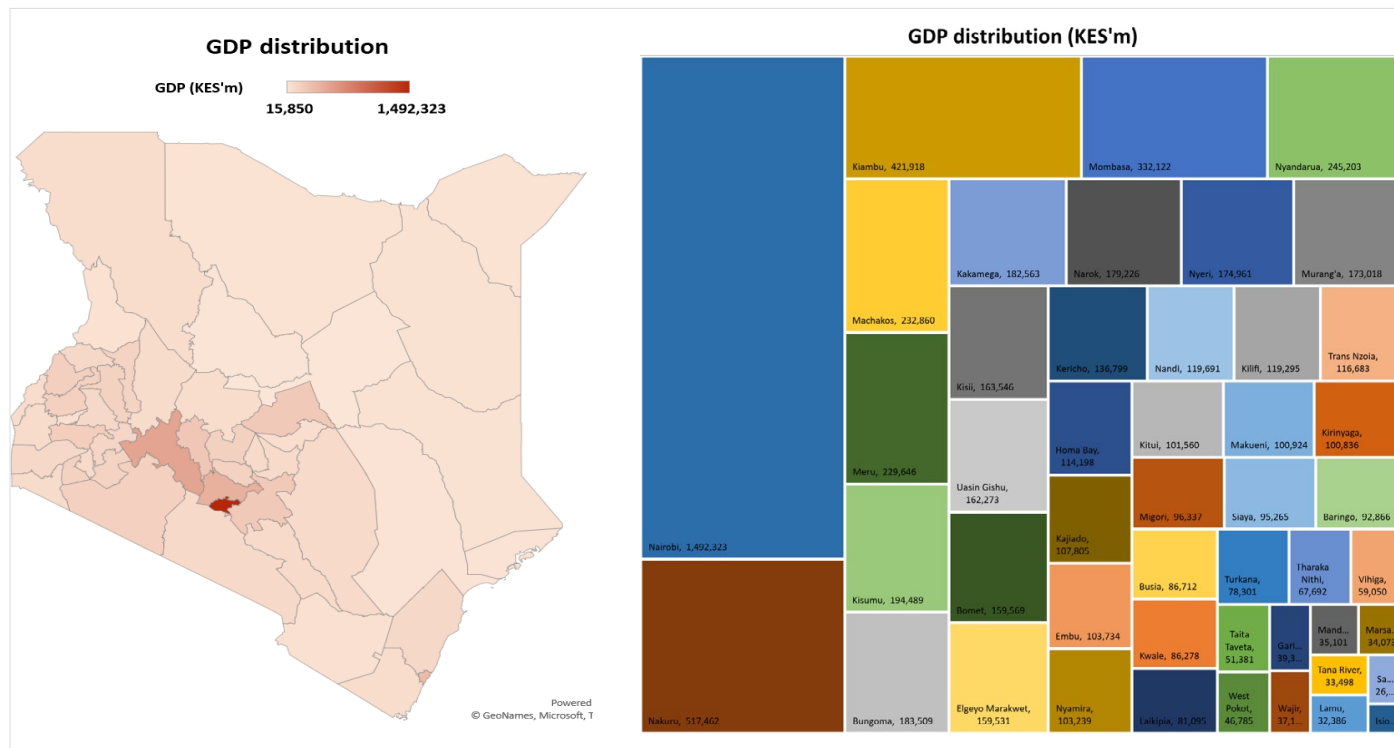 GDP distribution
GDP (KES'm)
15,850 1,492,323
Powered
© GeoNames, Microsoft, T
GDP distribution (KES'm)
Nairobi, 1,492,323
Nakuru, 517,462
Kiambu, 421,918
Mombasa, 332,122
Nyandarua, 245,203
Machakos, 232,860
Meru, 229,646
Kisumu, 194,489
Bungoma, 183,509
Kakamega, 182,563
Narok, 179,226
Nyeri, 174,961
Murang'a, 173,018
Kisii, 163,546
Uasin Gishu,
162,273
Bomet, 159,569
Elgeyo Marakwet,
159,531
Kericho, 136,799
Nandi, 119,691
Kilifi, 119,295
Trans Nzoia,
116,683
Homa Bay,
114,198
Kajiado,
107,805
Embu, 103,734
Nyamira,
103,239
Kitui, 101,560
Makueni, 100,924
Kirinyaga,
100,836
Migori, 96,337
Siaya, 95,265
Baringo, 92,866
Busia, 86,712
Kwale, 86,278
Laikipia, 81,095
Turkana,
78,301
Tharaka
Nithi,
67,692
Vihiga,
59,050
Taita
Taveta,
51,381
West
Pokot,
46,785
Gari...
39,3...
Wajir,
37,1...
Mand...
35,101
Marsa...
34,073
Tana River,
33,498
Lamu,
32,386
Sa...
26,...
Isio...